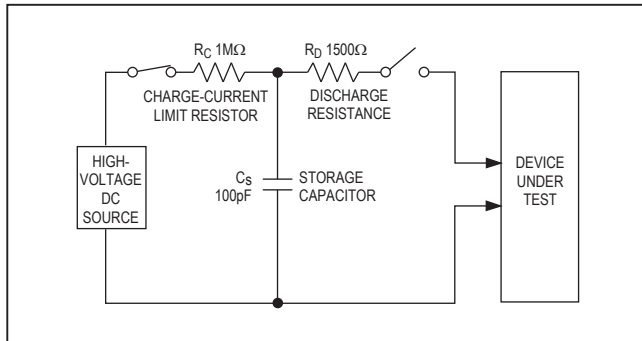 RC 1MΩ
CHARGE-CURRENT
LIMIT RESISTOR
RD 1500Ω
DISCHARGE
RESISTANCE
HIGH-
VOLTAGE
DC
SOURCE
CS
100pF
STORAGE
CAPACITOR
DEVICE
UNDER
TEST